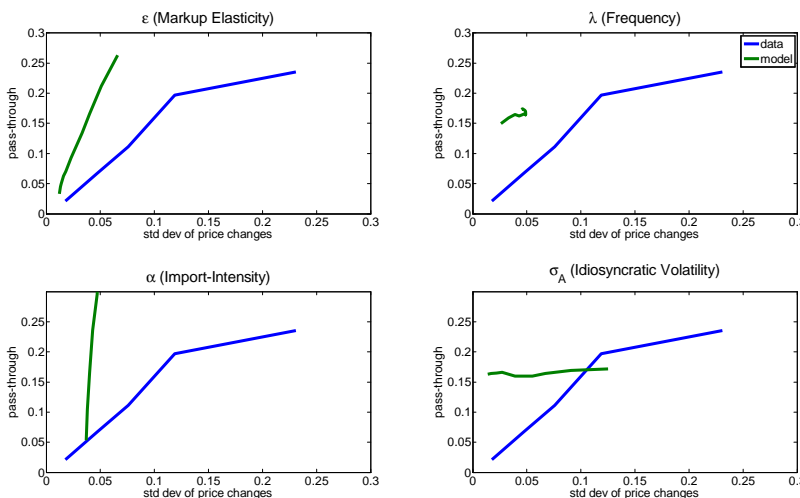 ε (Markup Elasticity)
0.3
0.25
0.2
0.15
0.1
0.05
0
pass-through
0 0.05 0.1 0.15 0.2 0.25 0.3
std dev of price changes
λ (Frequency)
data
model
0.3
0.25
0.2
0.15
0.1
0.05
0
pass-through
0 0.05 0.1 0.15 0.2 0.25 0.3
std dev of price changes
α (Import-Intensity)
0.25
0.2
0.15
0.1
0.05
0
pass-through
0 0.05 0.1 0.15 0.2 0.25 0.3
std dev of price changes
σA (Idiosyncratic Volatility)
0.25
0.2
0.15
0.1
0.05
0
pass-through
0 0.05 0.1 0.15 0.2 0.25 0.3
std dev of price changes